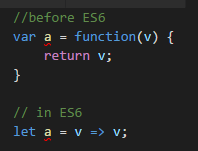 //before ES6
var a = function(v) {
    return v;
}

// in ES6
let a = v => v;